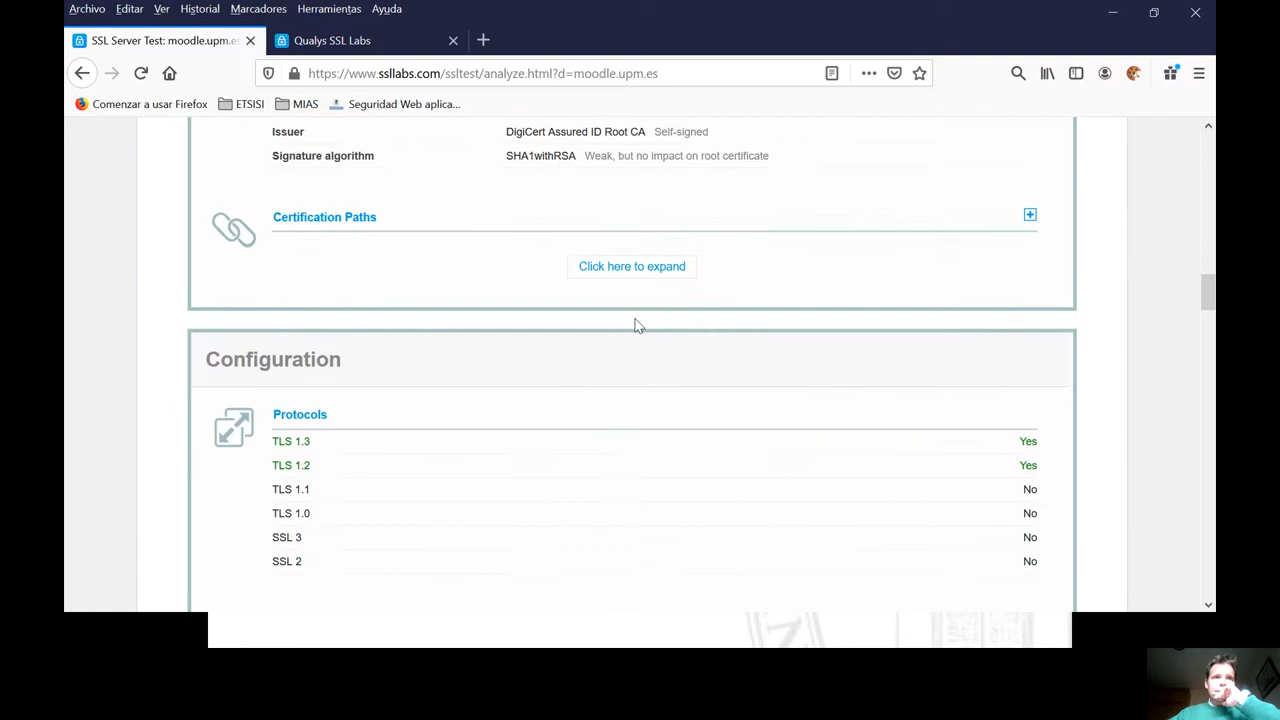 Archivo Editar Ver Historial Marcadores Herramientas Ayuda
SSL Server Test: moodle.upm.es
Qualys SSL Labs
https://www.ssllabs.com/ssltest/analyze.html?d=moodle.upm.es
Comenzar a usar Firefox ETSISI MIAS Seguridad Web aplica...
Issuer DigiCert Assured ID Root CA Self-signed
Signature algorithm SHA1withRSA Weak, but no impact on root certificate
Certification Paths
Click here to expand
Configuration
Protocols
TLS 1.3 Yes
TLS 1.2 Yes
TLS 1.1 No
TLS 1.0 No
SSL 3 No
SSL 2 No